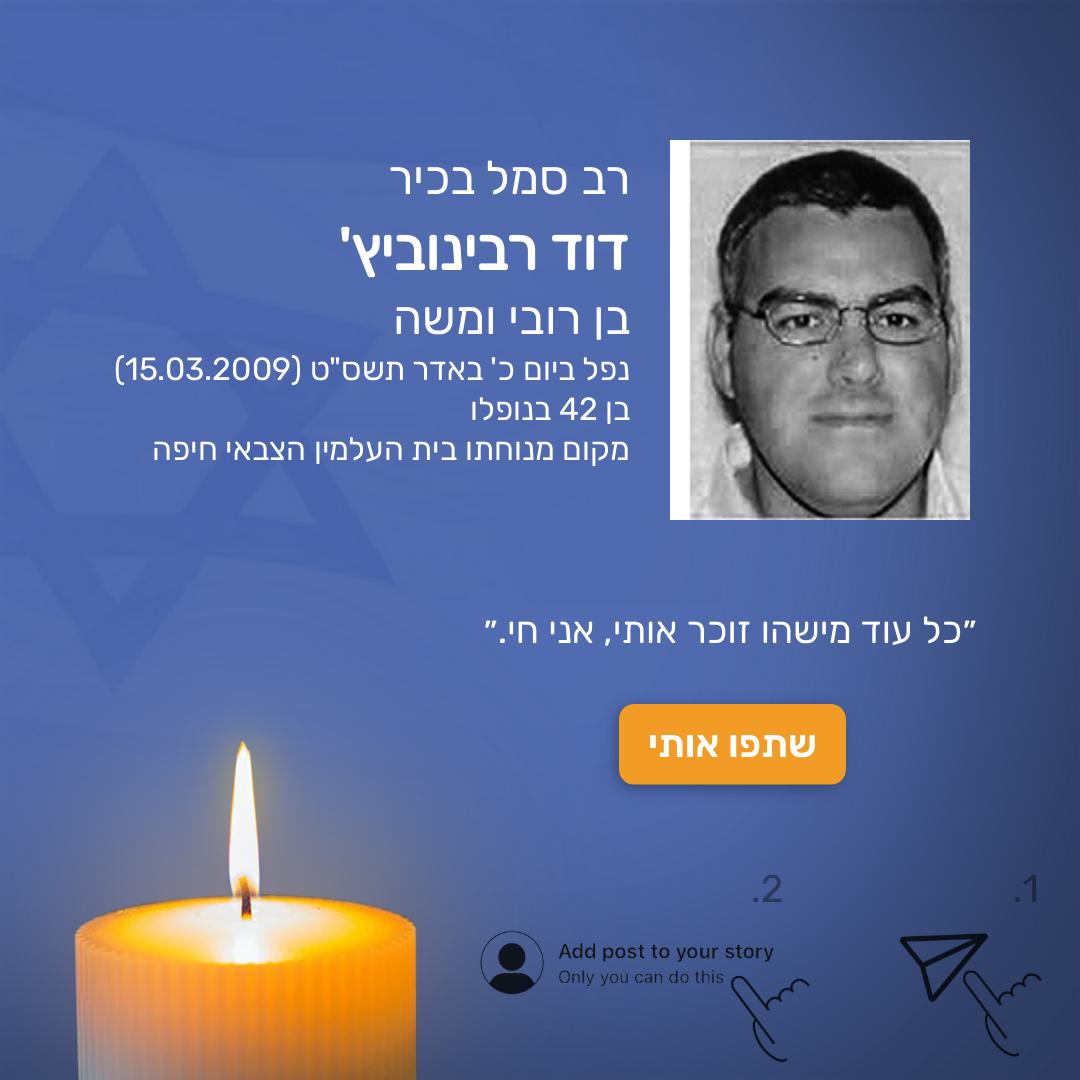 רב סמל בכיר
דוד רבינוביץ'
בן רובי ומשה
נפל ביום כ' באדר תשס"ט (15.03.2009)
בן 42 בנופלו
מקום מנוחתו בית העלמין הצבאי חיפה
״כל עוד מישהו זוכר אותי, אני חי.״
שתפו אותי
1.
2.
Add post to your story
Only you can do this